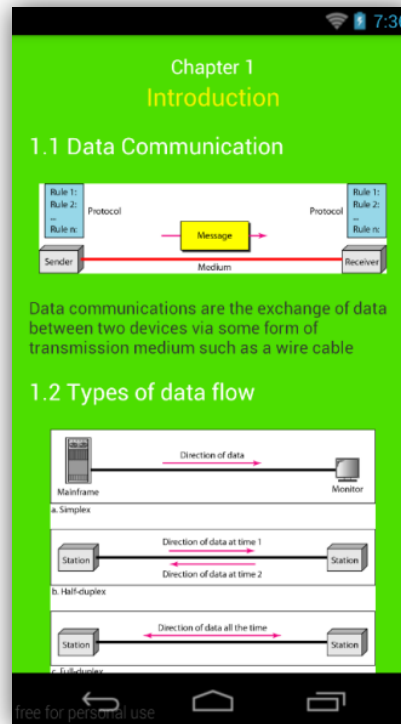 7:30
Chapter 1
Introduction
1.1 Data Communication
Rule 1:
Rule 2:
...
Rule n:
Protocol
Message
Protocol
Rule 1:
Rule 2:
...
Rule n:
Sender
Medium
Receiver
Data communications are the exchange of data
between two devices via some form of
transmission medium such as a wire cable
1.2 Types of data flow
Direction of data
Mainframe
Monitor
a. Simplex
Direction of data at time 1
Station
Station
Direction of data at time 2
b. Half-duplex
Direction of data all the time
Station
Station
c. Full-duplex
free for personal use